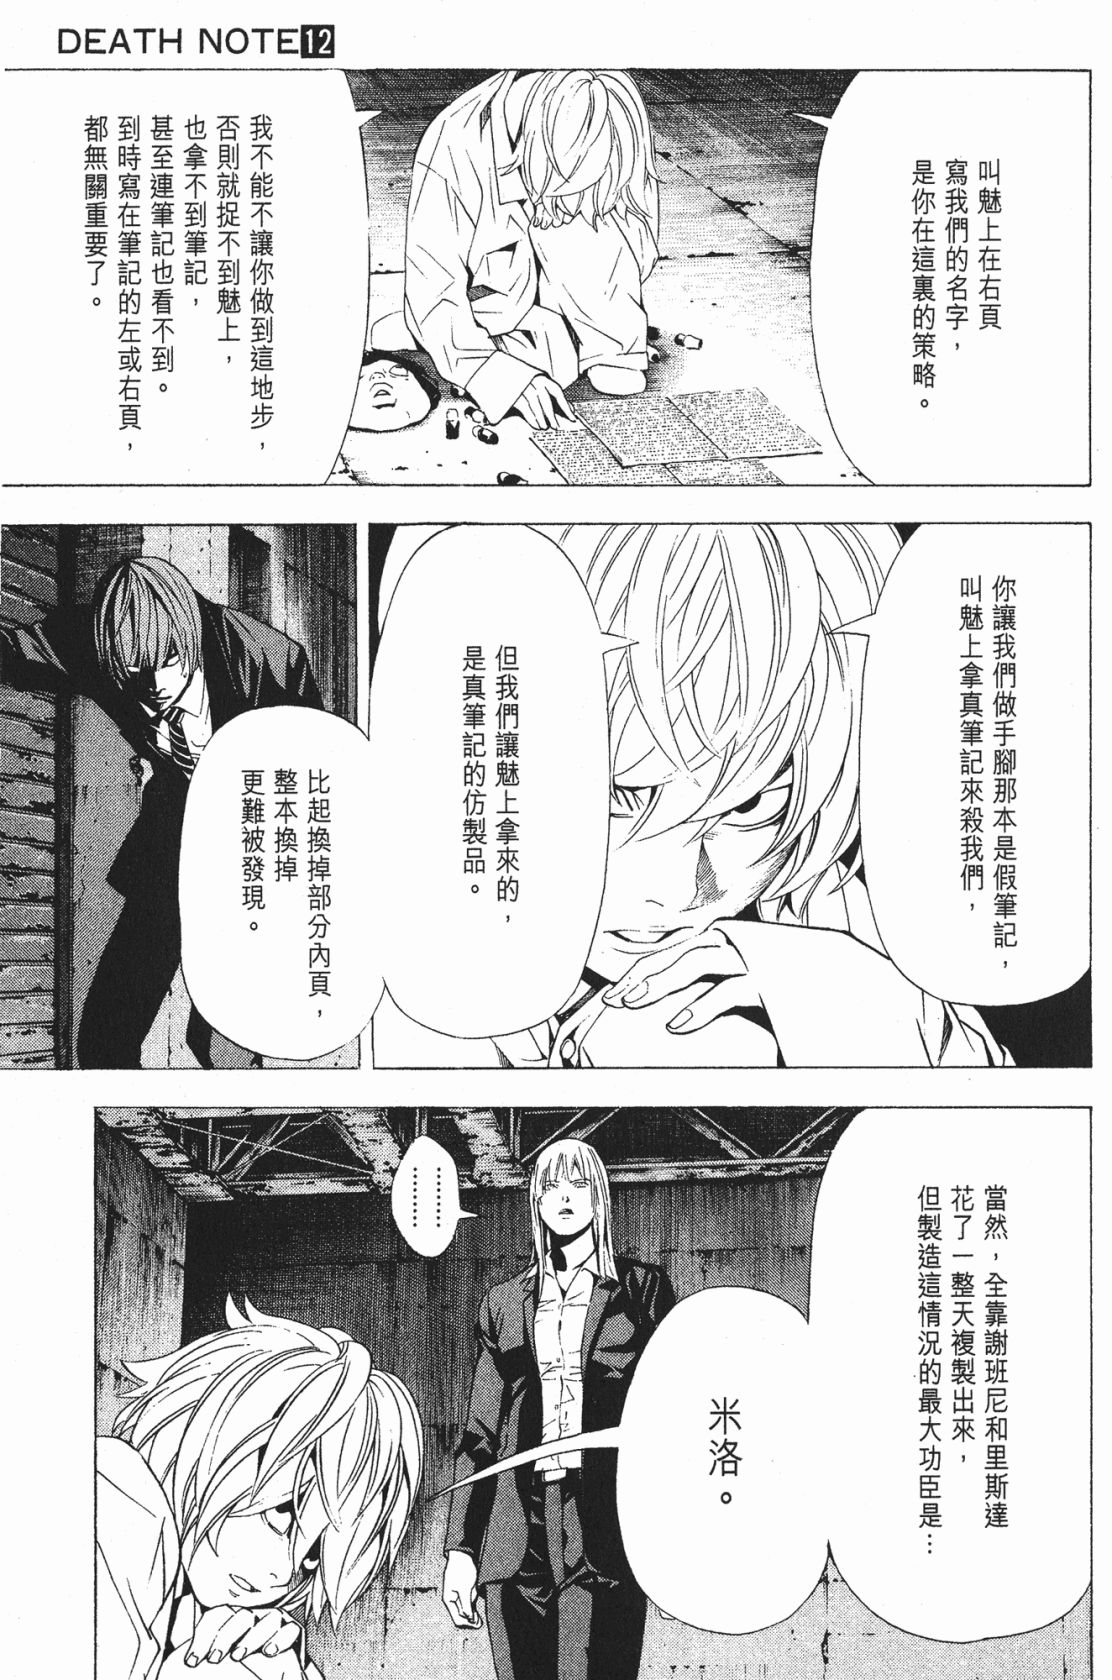 DEATH NOTE12
叫魅上在右頁
寫我們的名字，
是你在這裏的策略。
我不能不讓你做到這地步，
否則就捉不到魅上，
也拿不到筆記，
甚至連筆記也看不到。
到時寫在筆記的左或右頁，
都無關重要了。
你讓我們做手腳那本是假筆記，
叫魅上拿真筆記來殺我們，
但我們讓魅上拿來的，
是真筆記的仿製品。
比起換掉部分內頁，
整本換掉
更難被發現。
當然，全靠謝班尼和里斯達
花了一整天複製出來，
但製造這情況的最大功臣是…
米洛。
………